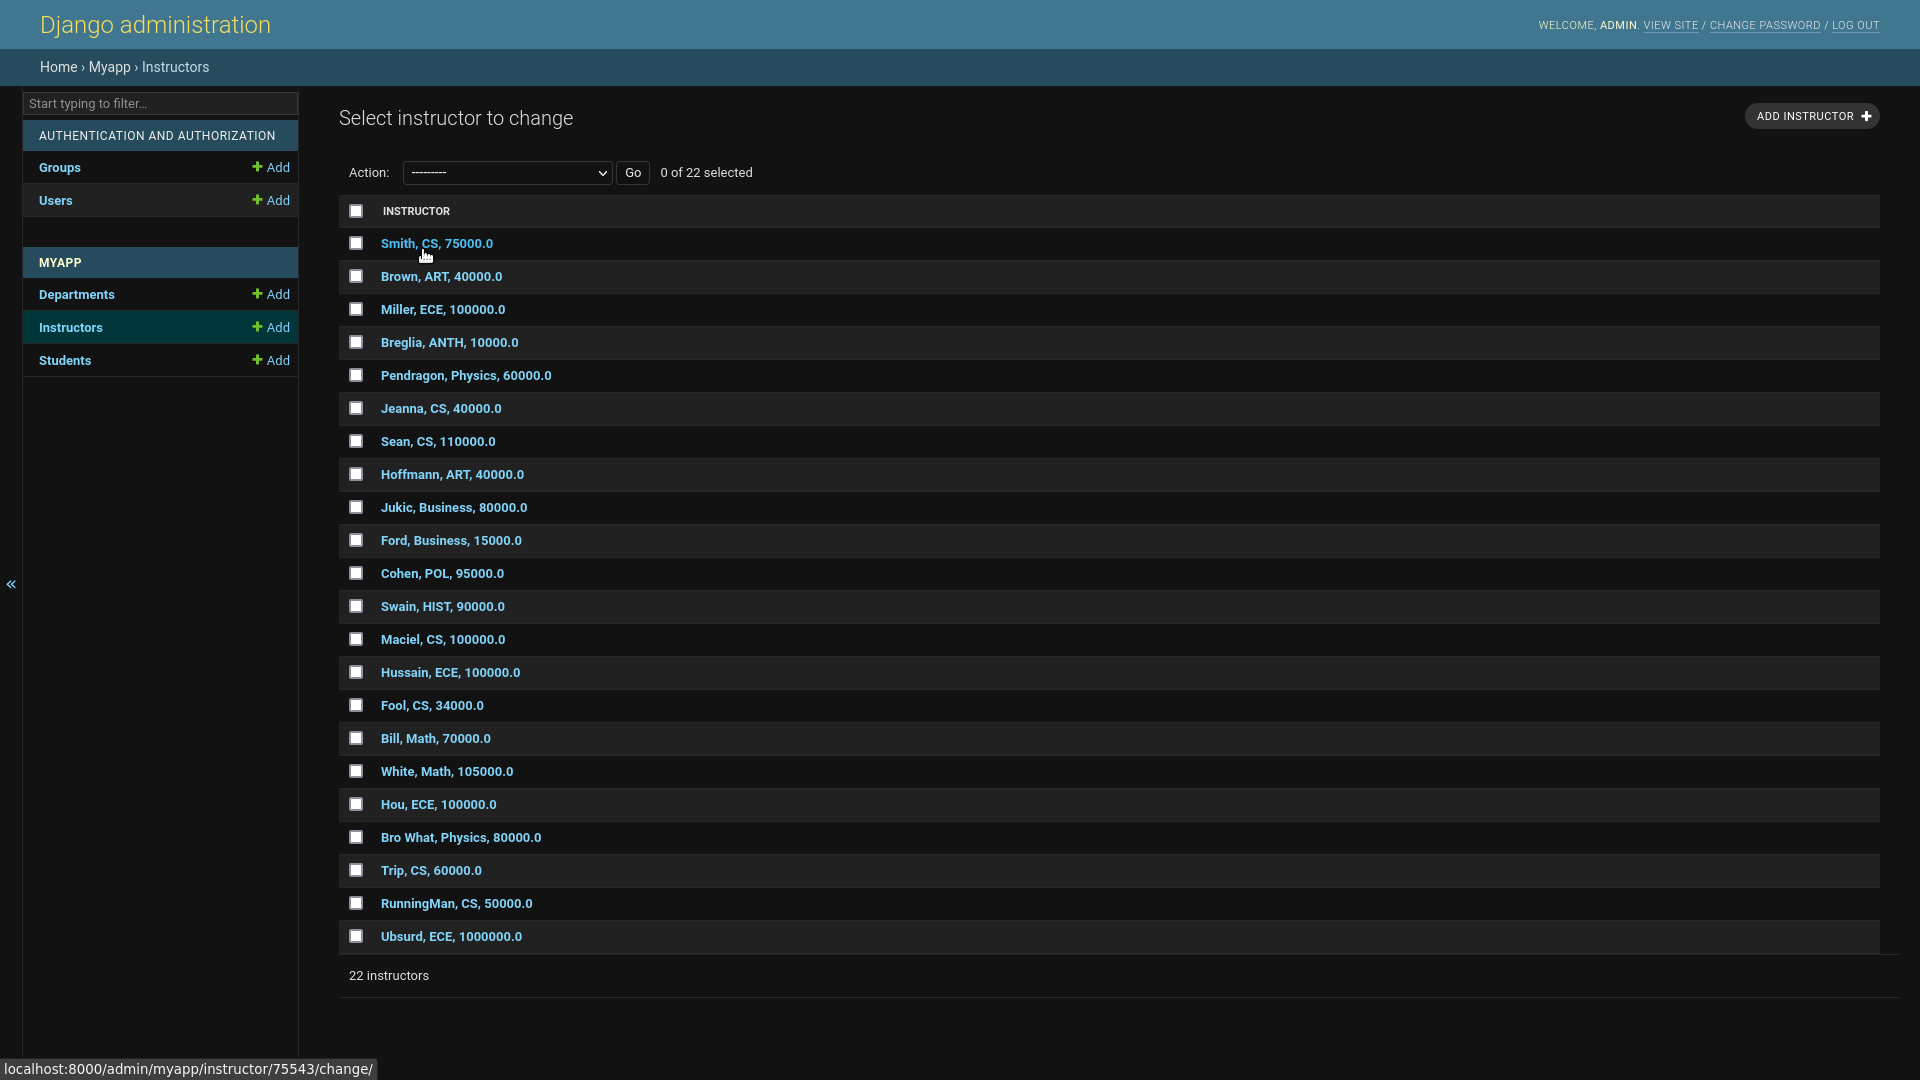 Django administration
WELCOME, ADMIN. VIEW SITE / CHANGE PASSWORD / LOG OUT
Home › Myapp › Instructors
Start typing to filter…
AUTHENTICATION AND AUTHORIZATION
Groups + Add
Users + Add
MYAPP
Departments + Add
Instructors + Add
Students + Add
«
Select instructor to change
ADD INSTRUCTOR +
Action: --------- Go 0 of 22 selected
INSTRUCTOR
Smith, CS, 75000.0
Brown, ART, 40000.0
Miller, ECE, 100000.0
Breglia, ANTH, 10000.0
Pendragon, Physics, 60000.0
Jeanna, CS, 40000.0
Sean, CS, 110000.0
Hoffmann, ART, 40000.0
Jukic, Business, 80000.0
Ford, Business, 15000.0
Cohen, POL, 95000.0
Swain, HIST, 90000.0
Maciel, CS, 100000.0
Hussain, ECE, 100000.0
Fool, CS, 34000.0
Bill, Math, 70000.0
White, Math, 105000.0
Hou, ECE, 100000.0
Bro What, Physics, 80000.0
Trip, CS, 60000.0
RunningMan, CS, 50000.0
Ubsurd, ECE, 1000000.0
22 instructors
localhost:8000/admin/myapp/instructor/75543/change/